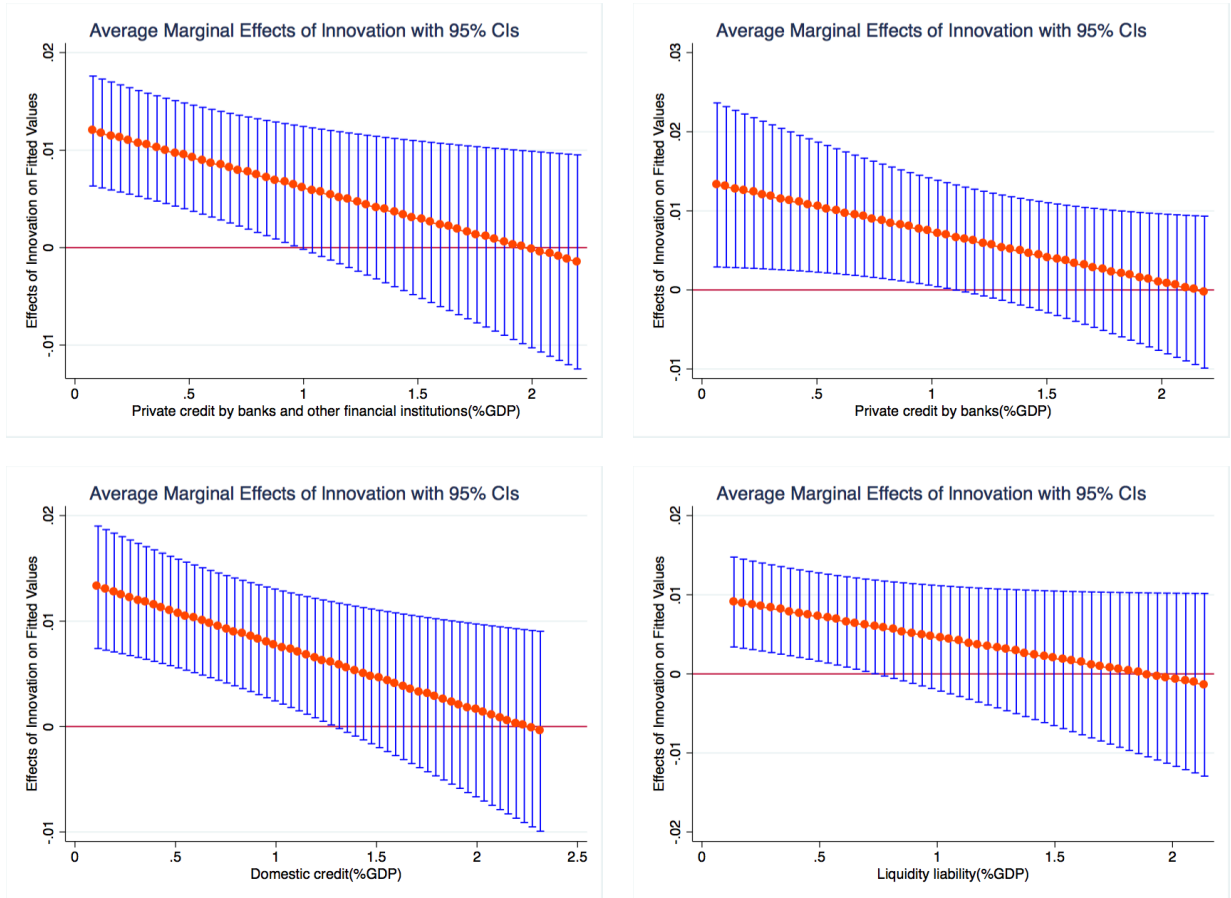 Average Marginal Effects of Innovation with 95% CIs
Effects of Innovation on Fitted Values
.02
.01
0
-.01
0 .5 1 1.5 2
Private credit by banks and other financial institutions(%GDP)
Average Marginal Effects of Innovation with 95% CIs
Effects of Innovation on Fitted Values
.03
.02
.01
0
-.01
0 .5 1 1.5 2
Private credit by banks(%GDP)
Average Marginal Effects of Innovation with 95% CIs
Effects of Innovation on Fitted Values
.02
.01
0
-.01
0 .5 1 1.5 2 2.5
Domestic credit(%GDP)
Average Marginal Effects of Innovation with 95% CIs
Effects of Innovation on Fitted Values
.02
.01
0
-.01
-.02
0 .5 1 1.5 2
Liquidity liability(%GDP)